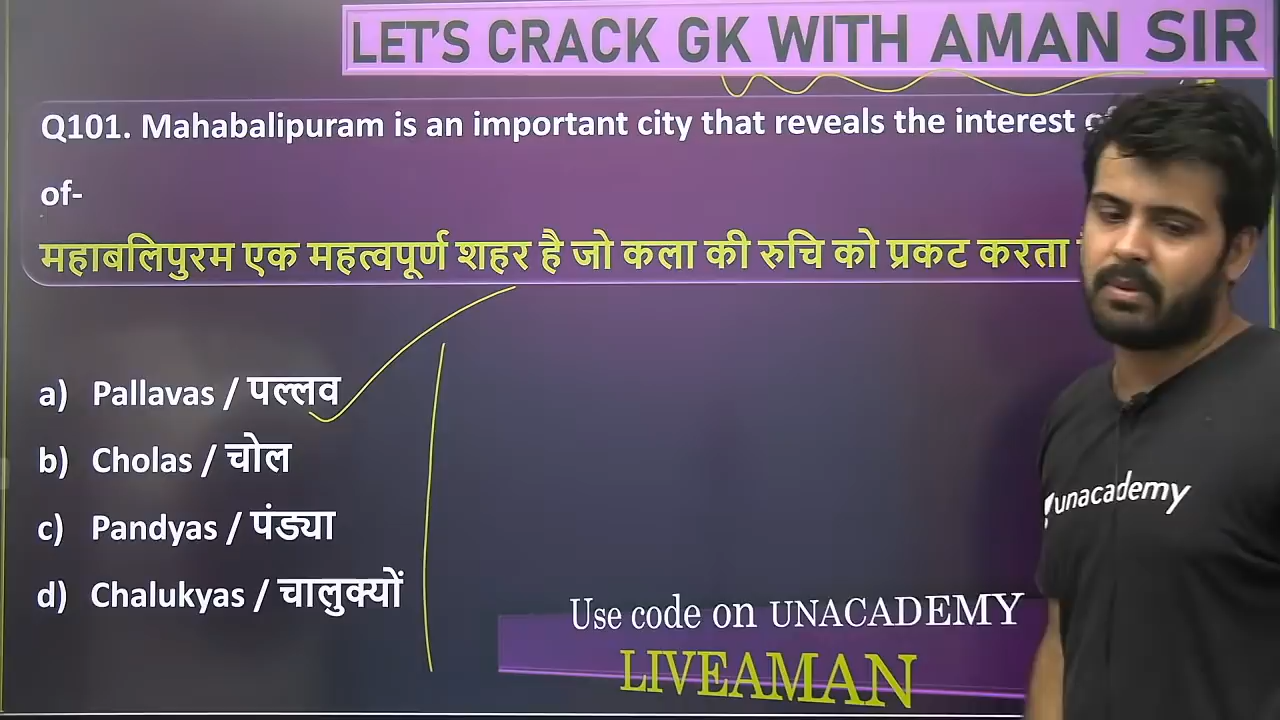 LET'S CRACK GK WITH AMAN SIR
Q101. Mahabalipuram is an important city that reveals the interest
of-
महाबलिपुरम एक महत्वपूर्ण शहर है जो कला की रुचि को प्रकट करता
a) Pallavas / पल्लव
b) Cholas / चोल
c) Pandyas / पंड्या
d) Chalukyas / चालुक्यों
unacademy
Use code on UNACADEMY
LIVEAMAN